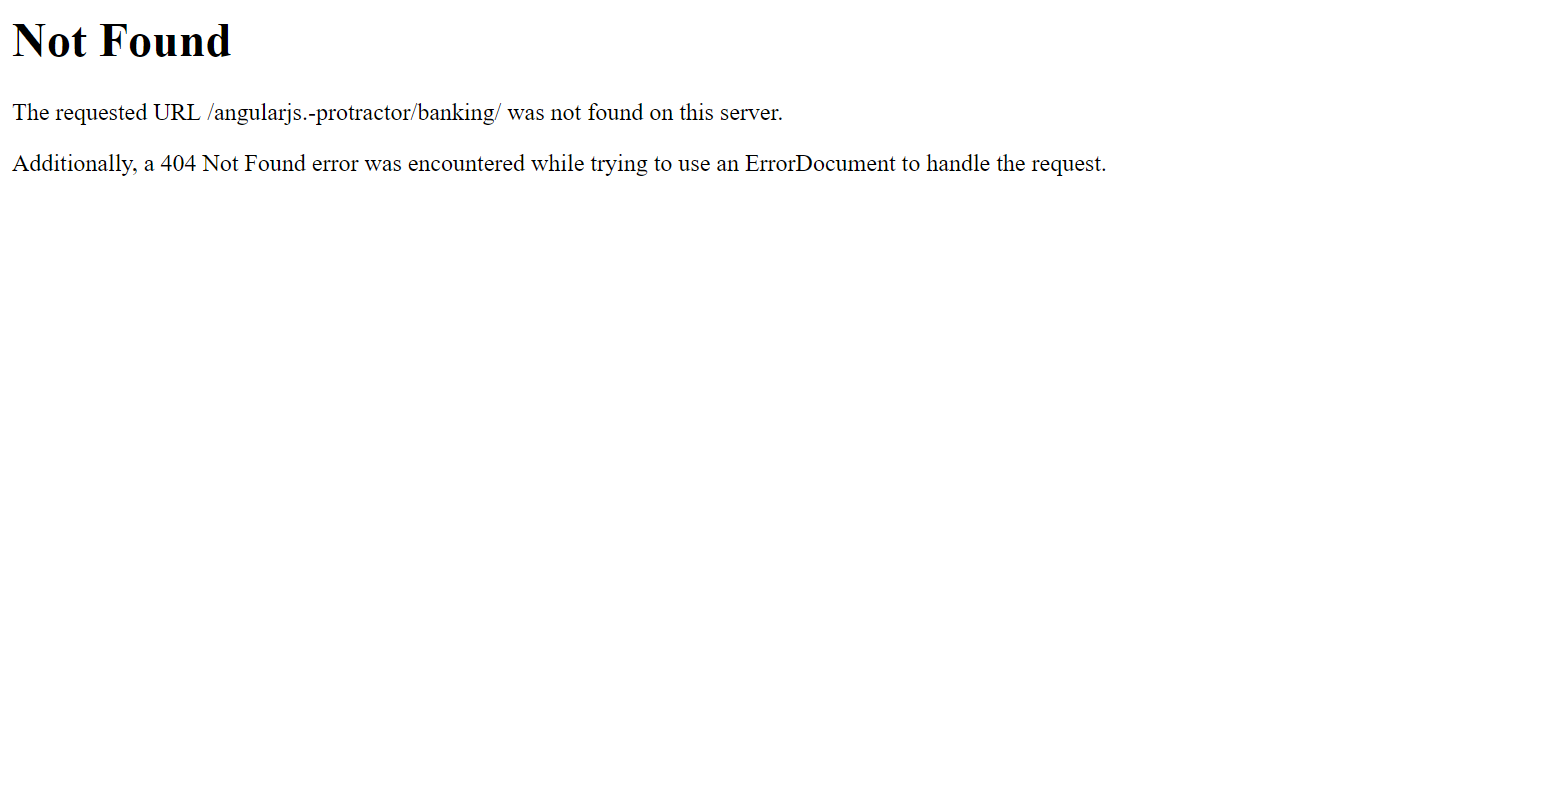 Not Found
The requested URL /angularjs.-protractor/banking/ was not found on this server.
Additionally, a 404 Not Found error was encountered while trying to use an ErrorDocument to handle the request.